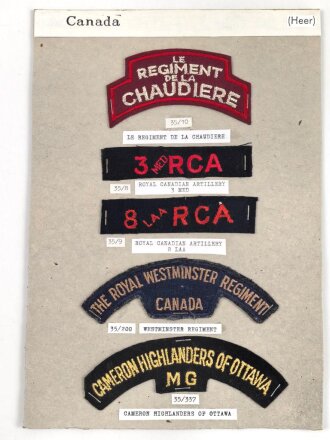 Canada (Heer)
LE
REGIMENT
DE LA
CHAUDIERE
35/10
LE REGIMENT DE LA CHAUDIERE
3 MED RCA
35/8 ROYAL CANADIAN ARTILLERY
3 MED
8 LAA RCA
35/9 ROYAL CANADIAN ARTILLERY
8 LAA
THE ROYAL WESTMINSTER REGIMENT
CANADA
35/200 WESTMINSTER REGIMENT
CAMERON HIGHLANDERS OF OTTAWA
MG
35/337
CAMERON HIGHLANDERS OF OTTAWA